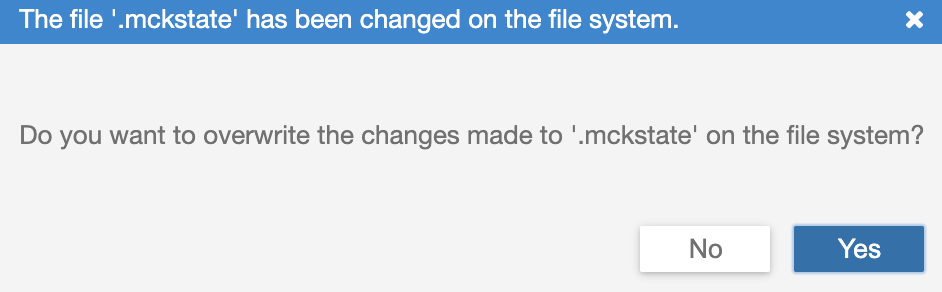 The file '.mckstate' has been changed on the file system.
Do you want to overwrite the changes made to '.mckstate' on the file system?
No
Yes